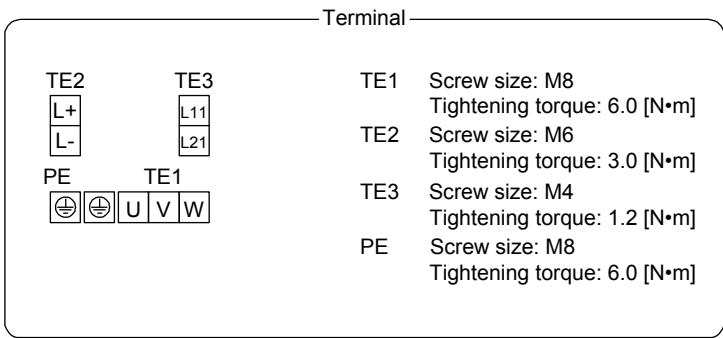 Terminal
TE2 TE3
L+ L11
L- L21
PE TE1
U V W
TE1 Screw size: M8
Tightening torque: 6.0 [N•m]
TE2 Screw size: M6
Tightening torque: 3.0 [N•m]
TE3 Screw size: M4
Tightening torque: 1.2 [N•m]
PE Screw size: M8
Tightening torque: 6.0 [N•m]